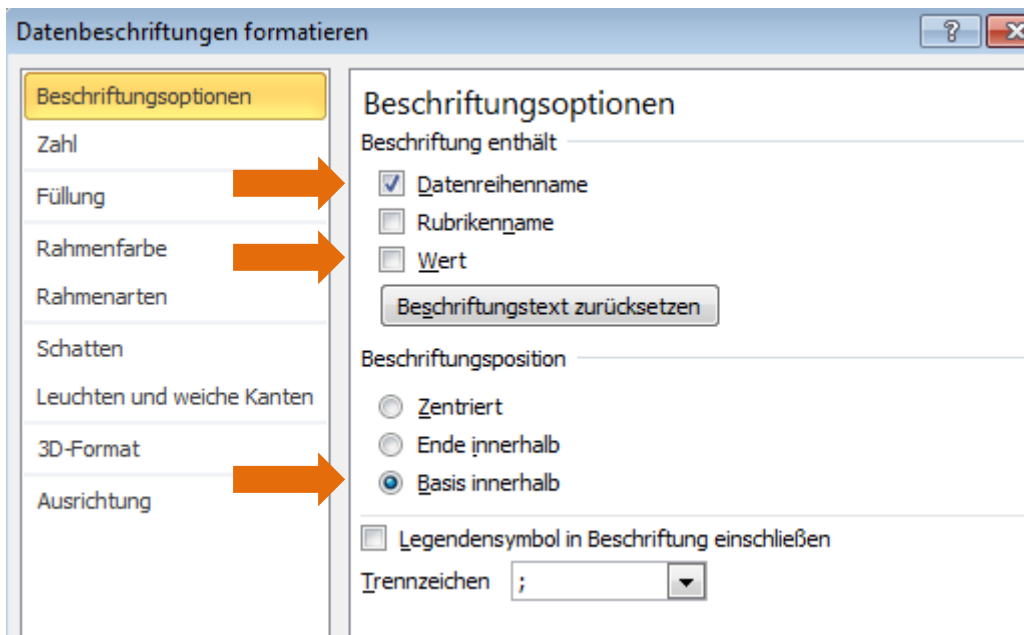 Datenbeschriftungen formatieren
Beschriftungsoptionen
Zahl
Füllung
Rahmenfarbe
Rahmenarten
Schatten
Leuchten und weiche Kanten
3D-Format
Ausrichtung
Beschriftungsoptionen
Beschriftung enthält
Datenreihenname
Rubrikenname
Wert
Beschriftungstext zurücksetzen
Beschriftungsposition
Zentriert
Ende innerhalb
Basis innerhalb
Legendensymbol in Beschriftung einschließen
Trennzeichen ;